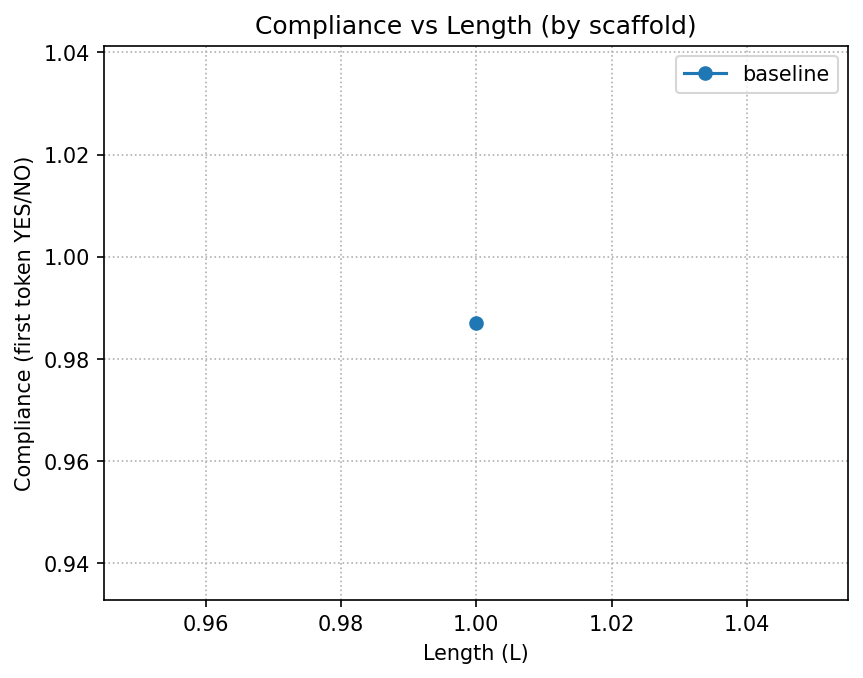 Compliance vs Length (by scaffold)
baseline
Compliance (first token YES/NO)
1.04
1.02
1.00
0.98
0.96
0.94
0.96 0.98 1.00 1.02 1.04
Length (L)